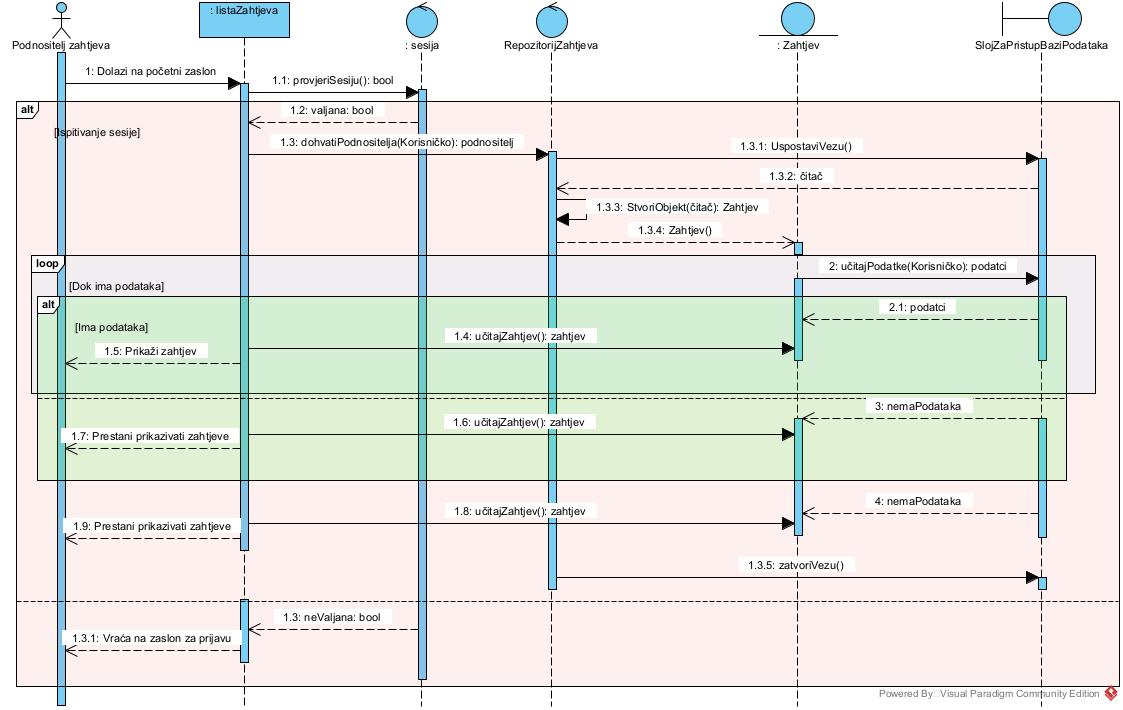 : listaZahtjeva
Podnositelj zahtjeva
: sesija
RepozitorijZahtjeva
: Zahtjev
SlojZaPristupBaziPodataka
1: Dolazi na početni zaslon
1.1: provjeriSesiju(): bool
alt
1.2: valjana: bool
[Ispitivanje sesije]
1.3: dohvatiPodnositelja(Korisničko): podnositelj
1.3.1: UspostaviVezu()
1.3.2: čitač
1.3.3: StvoriObjekt(čitač): Zahtjev
1.3.4: Zahtjev()
loop
2: učitajPodatke(Korisničko): podatci
[Dok ima podataka]
alt
2.1: podatci
[Ima podataka]
1.4: učitajZahtjev(): zahtjev
1.5: Prikaži zahtjev
3: nemaPodataka
1.6: učitajZahtjev(): zahtjev
1.7: Prestani prikazivati zahtjeve
4: nemaPodataka
1.8: učitajZahtjev(): zahtjev
1.9: Prestani prikazivati zahtjeve
1.3.5: zatvoriVezu()
1.3: neValjana: bool
1.3.1: Vraća na zaslon za prijavu
Powered By Visual Paradigm Community Edition